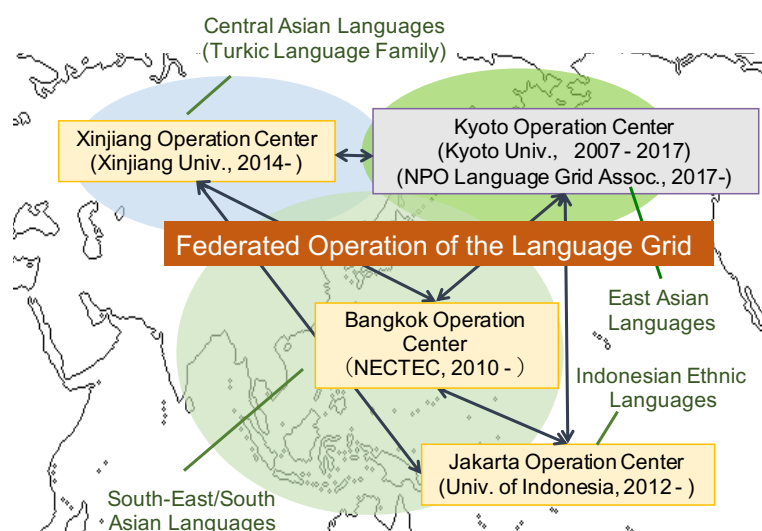 Central Asian Languages
(Turkic Language Family)
Xinjiang Operation Center
(Xinjiang Univ., 2014- )
Kyoto Operation Center
(Kyoto Univ., 2007 - 2017)
(NPO Language Grid Assoc., 2017-)
Federated Operation of the Language Grid
East Asian
Languages
Bangkok Operation
Center
(NECTEC, 2010 - )
Indonesian Ethnic
Languages
Jakarta Operation Center
(Univ. of Indonesia, 2012- )
South-East/South
Asian Languages